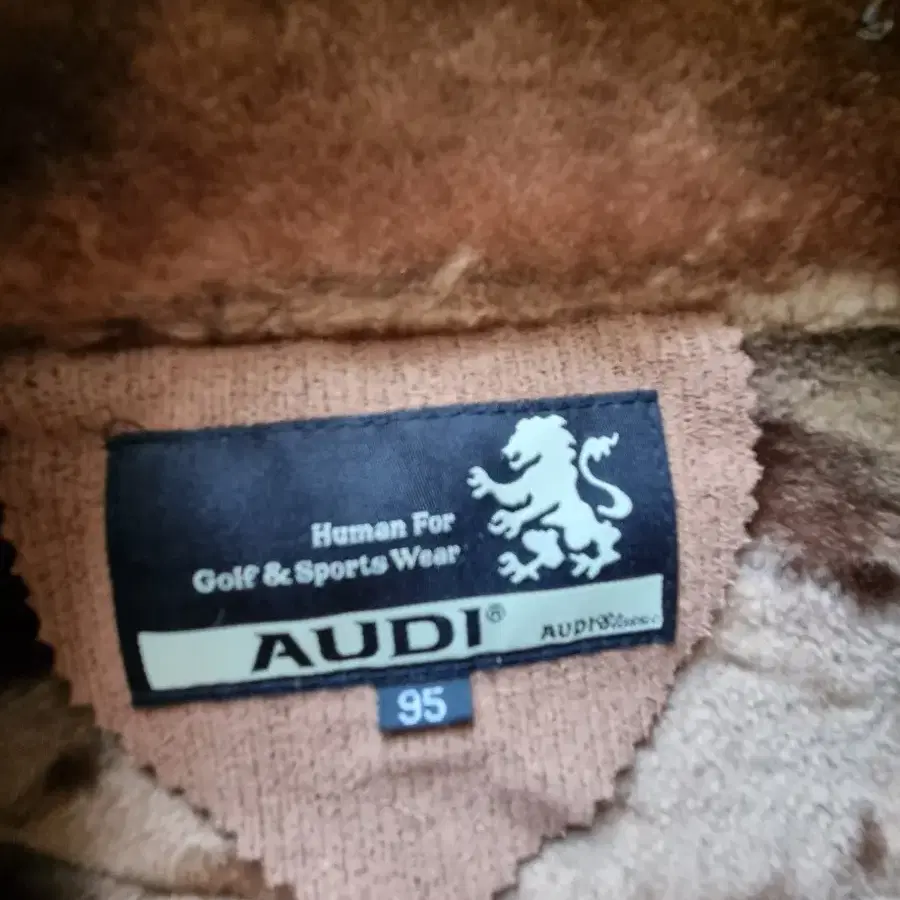 Human For
Golf & Sports Wear
AUDI®
95